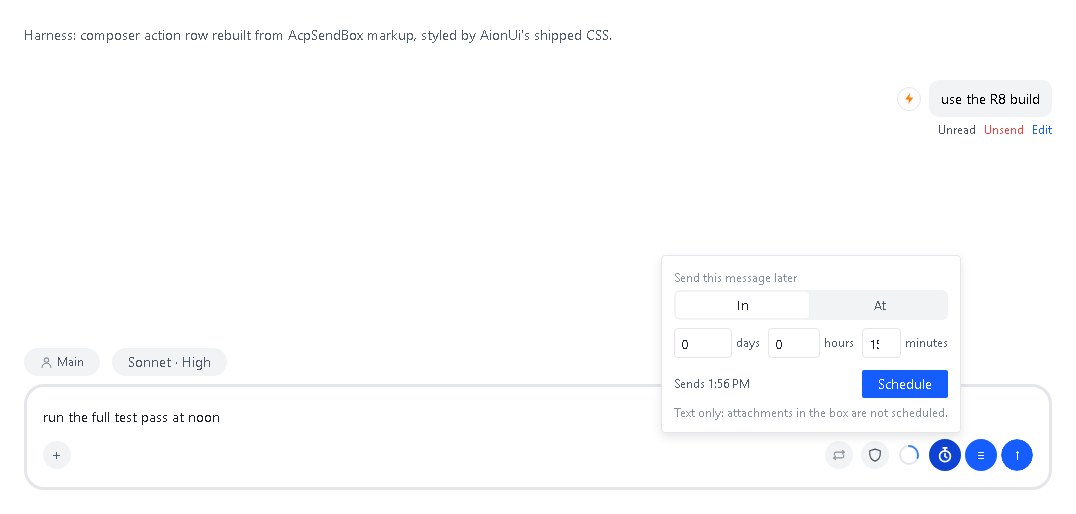 Harness: composer action row rebuilt from AcpSendBox markup, styled by AionUi's shipped CSS.
use the R8 build
Unread Unsend Edit
Send this message later
In At
0 days 0 hours 15 minutes
Sends 1:56 PM Schedule
Text only: attachments in the box are not scheduled.
Main Sonnet · High
run the full test pass at noon